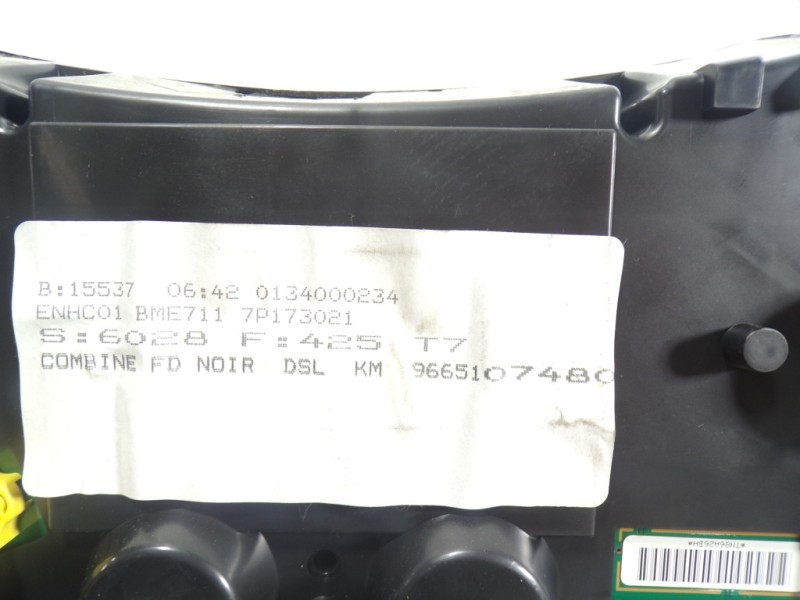 B:15537 06:42 0134000234
ENHC01 BME711 7P173021
S:6028 F:425 T7
COMBINE FD NOIR DSL KM 9665107480